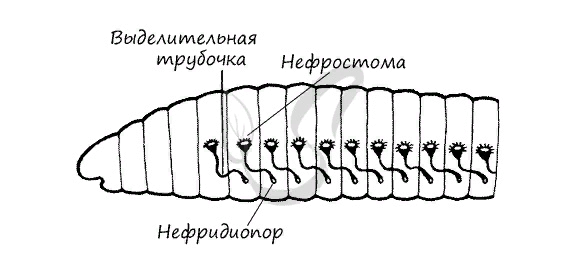 Выделительная
трубочка
Нефростома
Нефридиопор